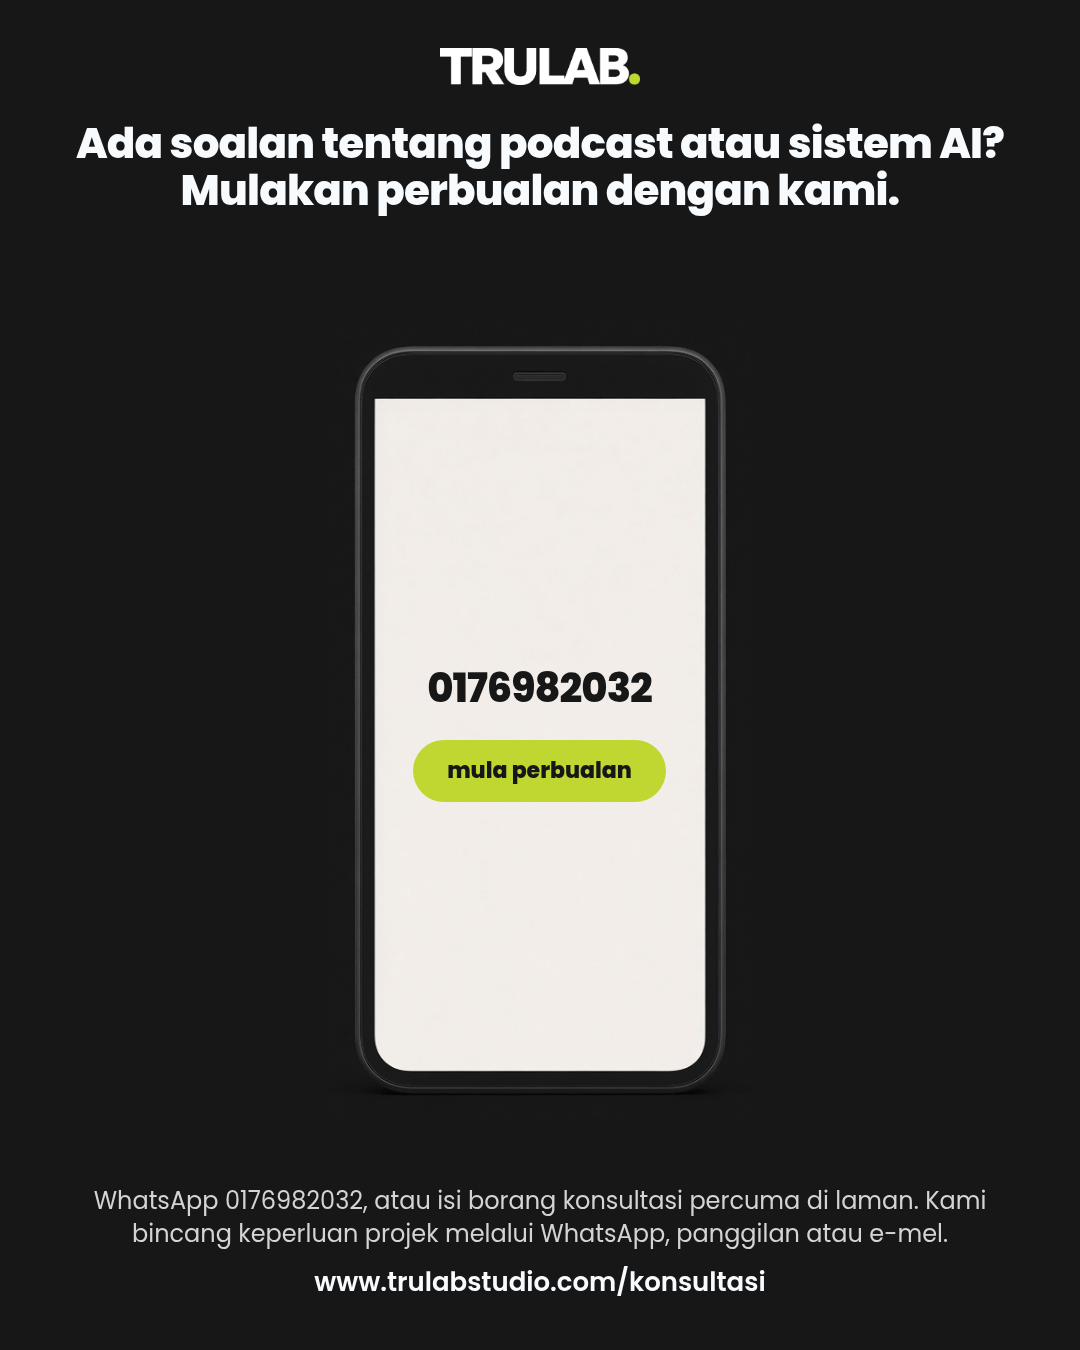 TRULAB.
Ada soalan tentang podcast atau sistem AI?
Mulakan perbualan dengan kami.
0176982032
mula perbualan
WhatsApp 0176982032, atau isi borang konsultasi percuma di laman. Kami
bincang keperluan projek melalui WhatsApp, panggilan atau e-mel.
www.trulabstudio.com/konsultasi